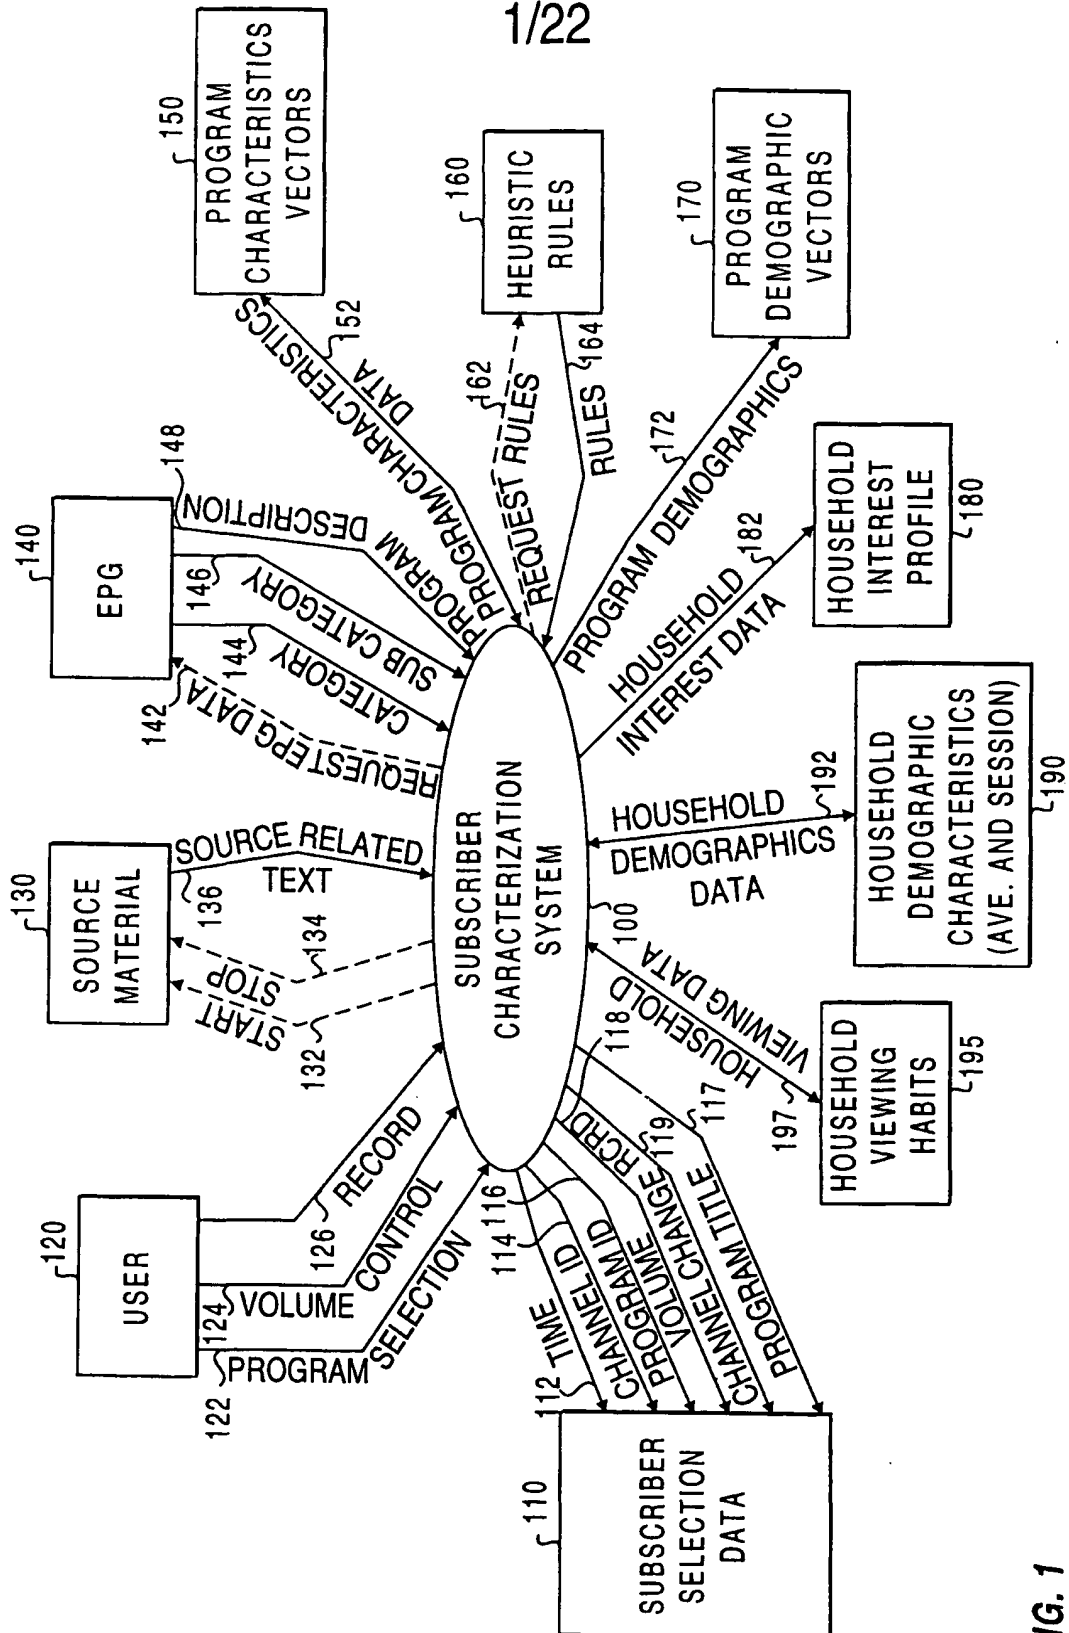 1/22
120
USER
122
PROGRAM
SELECTION
124
VOLUME
CONTROL
126
RECORD
130
SOURCE
MATERIAL
132
START
134
STOP
136
SOURCE RELATED
TEXT
140
EPG
142
REQUEST EPG DATA
144
CATEGORY
146
SUB CATEGORY
148
PROGRAM DESCRIPTION
150
PROGRAM
CHARACTERISTICS
VECTORS
152
PROGRAM CHARACTERISTICS
DATA
160
HEURISTIC
RULES
162
REQUEST RULES
164
RULES
170
PROGRAM
DEMOGRAPHIC
VECTORS
172
PROGRAM DEMOGRAPHICS
SUBSCRIBER
CHARACTERIZATION
SYSTEM
100
110
SUBSCRIBER
SELECTION
DATA
112
TIME
114
CHANNEL ID
116
PROGRAM ID
118
VOLUME
RCRD
119
CHANNEL CHANGE
117
PROGRAM TITLE
197
HOUSEHOLD
VIEWING DATA
HOUSEHOLD
VIEWING
HABITS
195
HOUSEHOLD
DEMOGRAPHICS
DATA
192
HOUSEHOLD
DEMOGRAPHIC
CHARACTERISTICS
(AVE. AND SESSION)
190
HOUSEHOLD
INTEREST DATA
182
HOUSEHOLD
INTEREST
PROFILE
180
IG. 1